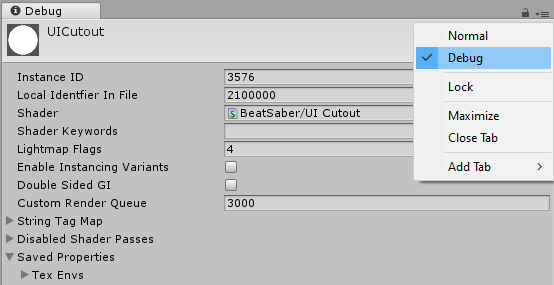 Debug
UICutout
Normal
Debug
Lock
Maximize
Close Tab
Add Tab
Instance ID 3576
Local Identfier In File 2100000
Shader BeatSaber/UI Cutout
Shader Keywords
Lightmap Flags 4
Enable Instancing Variants
Double Sided GI
Custom Render Queue 3000
String Tag Map
Disabled Shader Passes
Saved Properties
Tex Envs